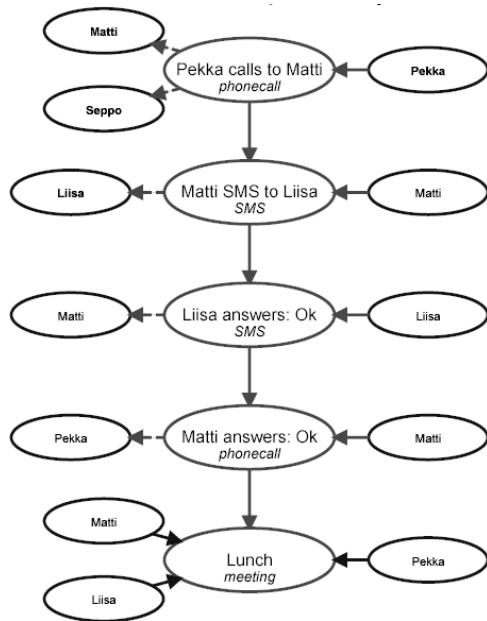 Matti
Pekka calls to Matti
phonecall
Pekka
Seppo
Liisa
Matti SMS to Liisa
SMS
Matti
Matti
Liisa answers: Ok
SMS
Liisa
Pekka
Matti answers: Ok
phonecall
Matti
Matti
Lunch
meeting
Pekka
Liisa